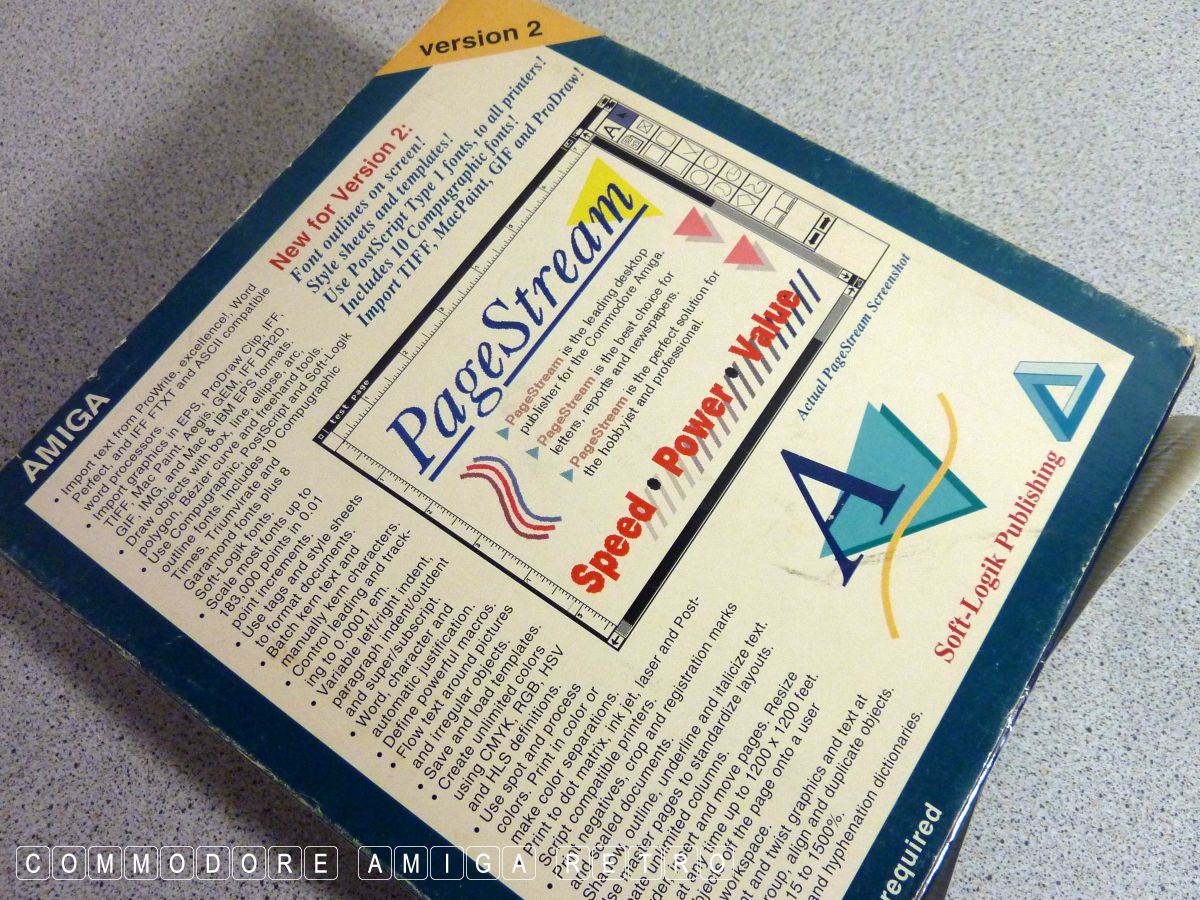 version 2
AMIGA
New for Version 2:
Font outlines on screen!
Style sheets and templates!
Use PostScript Type 1 fonts, to all printers!
Includes 10 Compugraphic fonts!
Import TIFF, MacPaint, GIF and ProDraw!
• Import text from ProWrite, excellence!, Word
Perfect, and IFF FTXT and ASCII compatible
word processors.
• Import graphics in EPS, ProDraw Clip, IFF,
TIFF, Mac Paint, Aegis, GEM, IFF DR2D,
GIF, IMG, and Mac & IBM EPS formats.
• Draw objects with box, line, ellipse, arc,
polygon, Bézier curve and freehand tools.
• Use Compugraphic, PostScript and Soft-Logik
outline fonts. Includes 10 Compugraphic
Times, Triumvirate and
Garamond fonts plus 8
Soft-Logik fonts.
• Scale most fonts up to
183,000 points in 0.01
point increments.
• Use tags and style sheets
to format documents.
• Batch kern text and
manually kern characters.
• Control leading and track-
ing to 0.0001 em.
• Variable left/right indent,
paragraph indent/outdent
and super/subscript.
• Word, character and
automatic justification.
• Define powerful macros.
• Flow text around pictures
and irregular objects.
• Save and load templates.
• Create unlimited colors
using CMYK, RGB, HSV
and HLS definitions.
• Use spot and process
colors. Print in color or
make color separations.
• Print to dot matrix, ink jet, laser and Post-
Script compatible printers.
negatives, crop and registration marks
scaled documents.
outline, underline and italicize text.
master pages to standardize layouts.
unlimited columns.
insert and move pages. Resize
up to 1200 x 1200 feet.
off the page onto a user
workspace.
and twist graphics and text at
align and duplicate objects.
15 to 1500%.
and hyphenation dictionaries.
test page
PageStream
PageStream is the leading desktop
publisher for the Commodore Amiga.
PageStream is the best choice for
letters, reports and newspapers.
PageStream is the perfect solution for
the hobbyist and professional.
Speed • Power • Value
Actual PageStream Screenshot
A
Soft-Logik Publishing
required
COMMODORE AMIGA RETRO